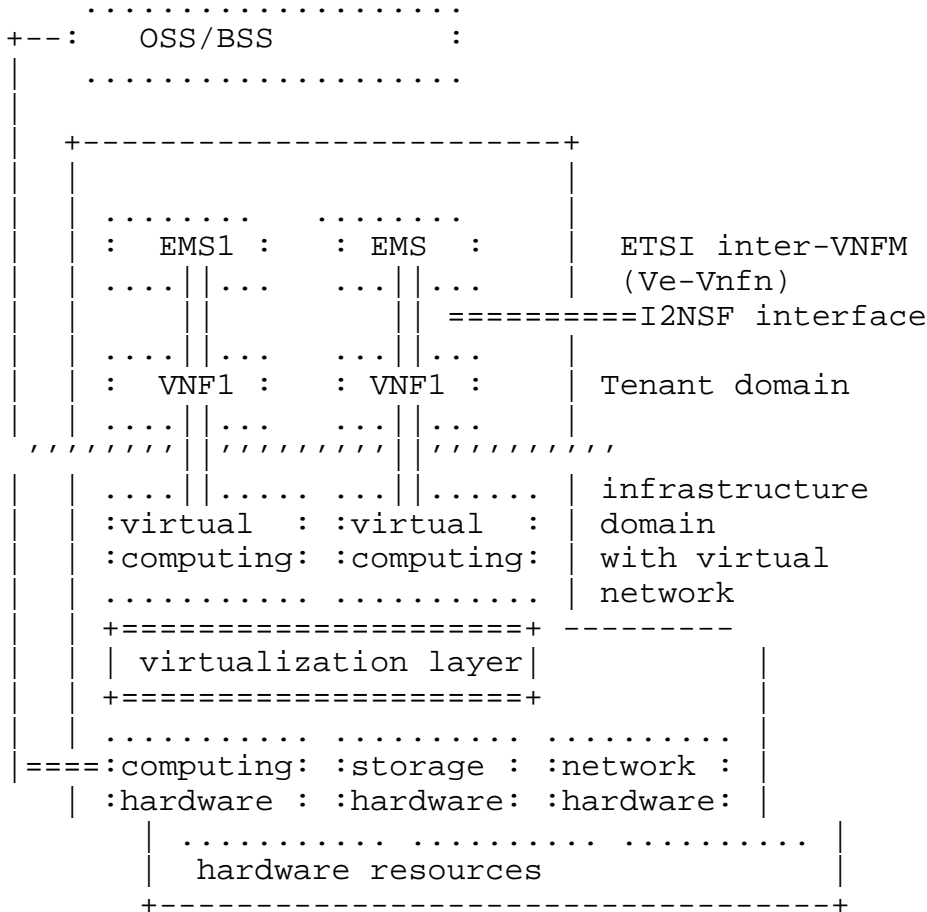 OSS/BSS
EMS1 EMS ETSI inter-VNFM
(Ve-Vnfn)
I2NSF interface
VNF1 VNF1 Tenant domain
infrastructure
virtual virtual domain
computing computing with virtual
network
virtualization layer
computing storage network
hardware hardware hardware
hardware resources